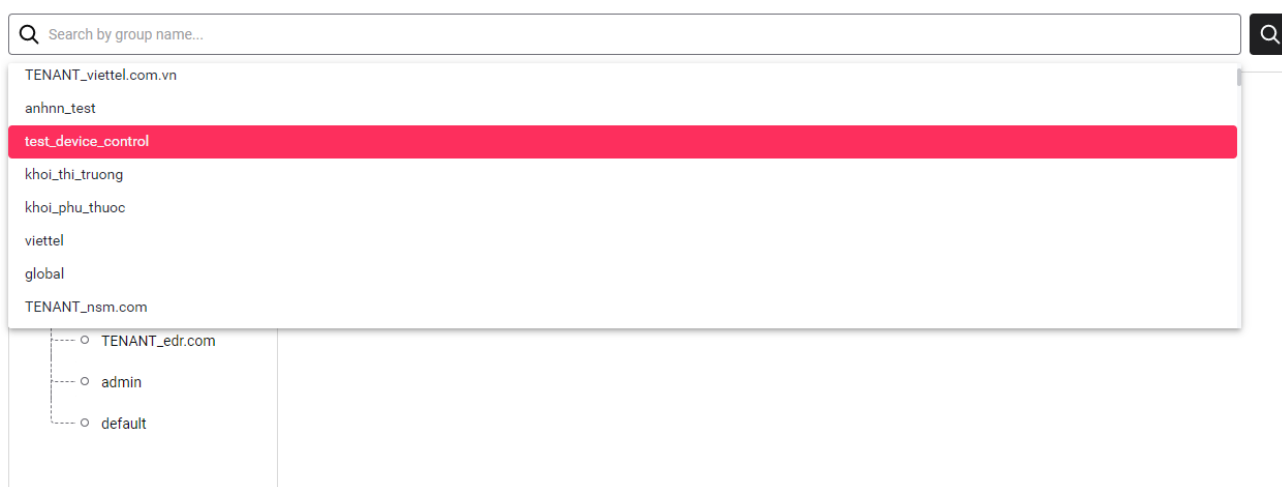 Search by group name...
TENANT_viettel.com.vn
anhnn_test
test_device_control
khoi_thi_truong
khoi_phu_thuoc
viettel
global
TENANT_nsm.com
TENANT_edr.com
admin
default